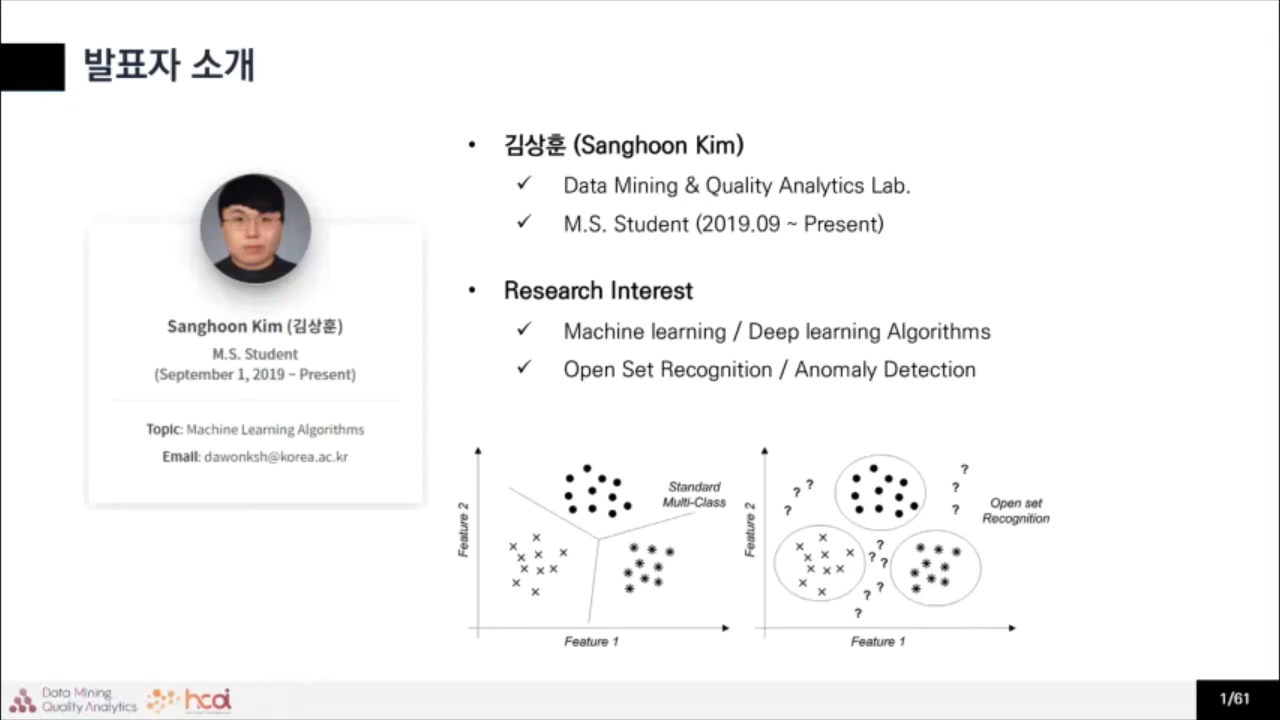 발표자 소개
Sanghoon Kim (김상훈)
M.S. Student
(September 1, 2019 ~ Present)
Topic: Machine Learning Algorithms
Email: dawonksh@korea.ac.kr
• 김상훈 (Sanghoon Kim)
✓ Data Mining & Quality Analytics Lab.
✓ M.S. Student (2019.09 ~ Present)
• Research Interest
✓ Machine learning / Deep learning Algorithms
✓ Open Set Recognition / Anomaly Detection
Feature 2
Standard
Multi-Class
Feature 1
Feature 2
? ? ? ? ? ? ? ? ? ? ? ?
Open set
Recognition
Feature 1
Data Mining
Quality Analytics
hcai
1/61